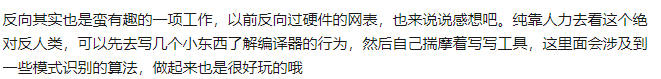 反向其实也是蛮有趣的一项工作，以前反向过硬件的网表，也来说说感想吧。纯靠人力去看这个绝
对反人类，可以先去写几个小东西了解编译器的行为，然后自己揣摩着写写工具，这里面会涉及到
一些模式识别的算法，做起来也是很好玩的哦